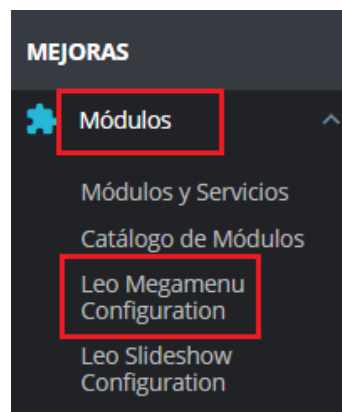 MEJORAS
Módulos
Módulos y Servicios
Catálogo de Módulos
Leo Megamenu
Configuration
Leo Slideshow
Configuration